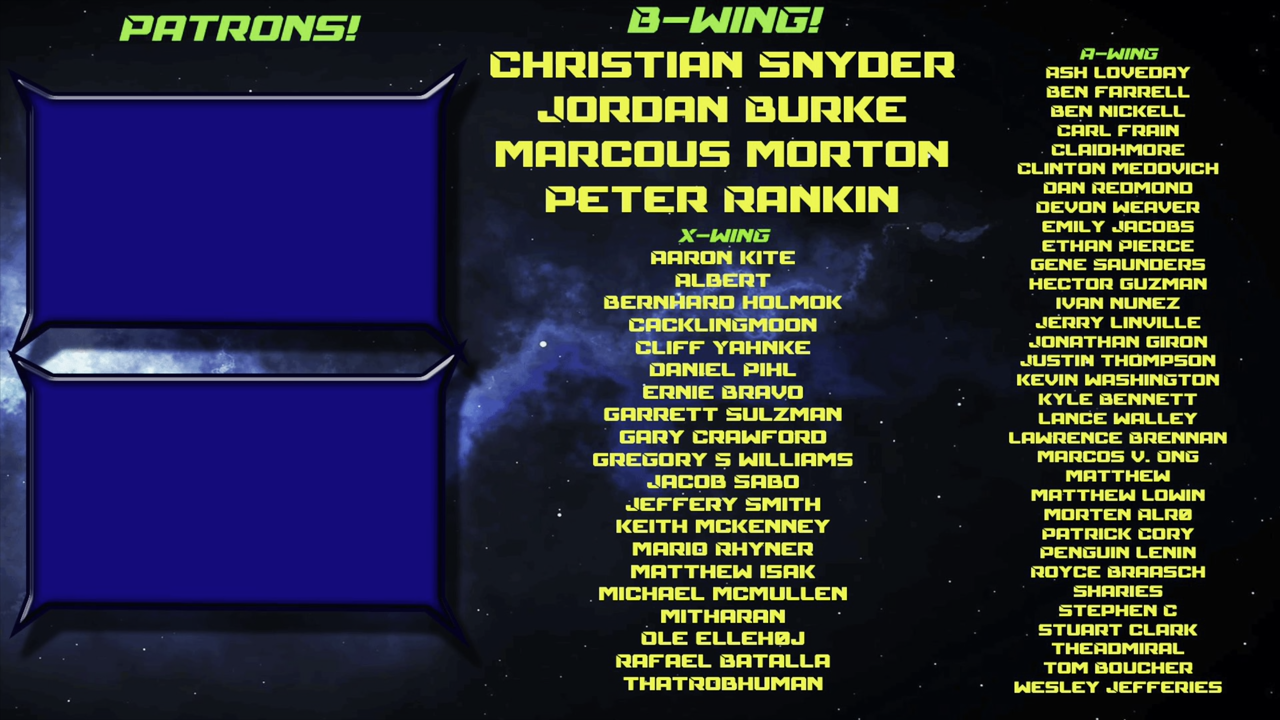 PATRONS!
B-WING!
CHRISTIAN SNYDER
JORDAN BURKE
MARCOUS MORTON
PETER RANKIN
X-WING
AARON KITE
ALBERT
BERNHARD HOLMOK
CACKLINGMOON
CLIFF YAHNKE
DANIEL PIHL
ERNIE BRAVO
GARRETT SULZMAN
GARY CRAWFORD
GREGORY S WILLIAMS
JACOB SABO
JEFFERY SMITH
KEITH MCKENNEY
MARIO RHYNER
MATTHEW ISAK
MICHAEL MCMULLEN
MITHARAN
OLE ELLEHØJ
RAFAEL BATALLA
THATROBHUMAN
A-WING
ASH LOVEDAY
BEN FARRELL
BEN NICKELL
CARL FRAIN
CLAIDHMORE
CLINTON MEDOVICH
DAN REDMOND
DEVON WEAVER
EMILY JACOBS
ETHAN PIERCE
GENE SAUNDERS
HECTOR GUZMAN
IVAN NUNEZ
JERRY LINVILLE
JONATHAN GIRON
JUSTIN THOMPSON
KEVIN WASHINGTON
KYLE BENNETT
LANCE WALLEY
LAWRENCE BRENNAN
MARCOS V. ONG
MATTHEW
MATTHEW LOWIN
MORTEN ALRØ
PATRICK CORY
PENGUIN LENIN
ROYCE BRAASCH
SHARIES
STEPHEN C
STUART CLARK
THEADMIRAL
TOM BOUCHER
WESLEY JEFFERIES